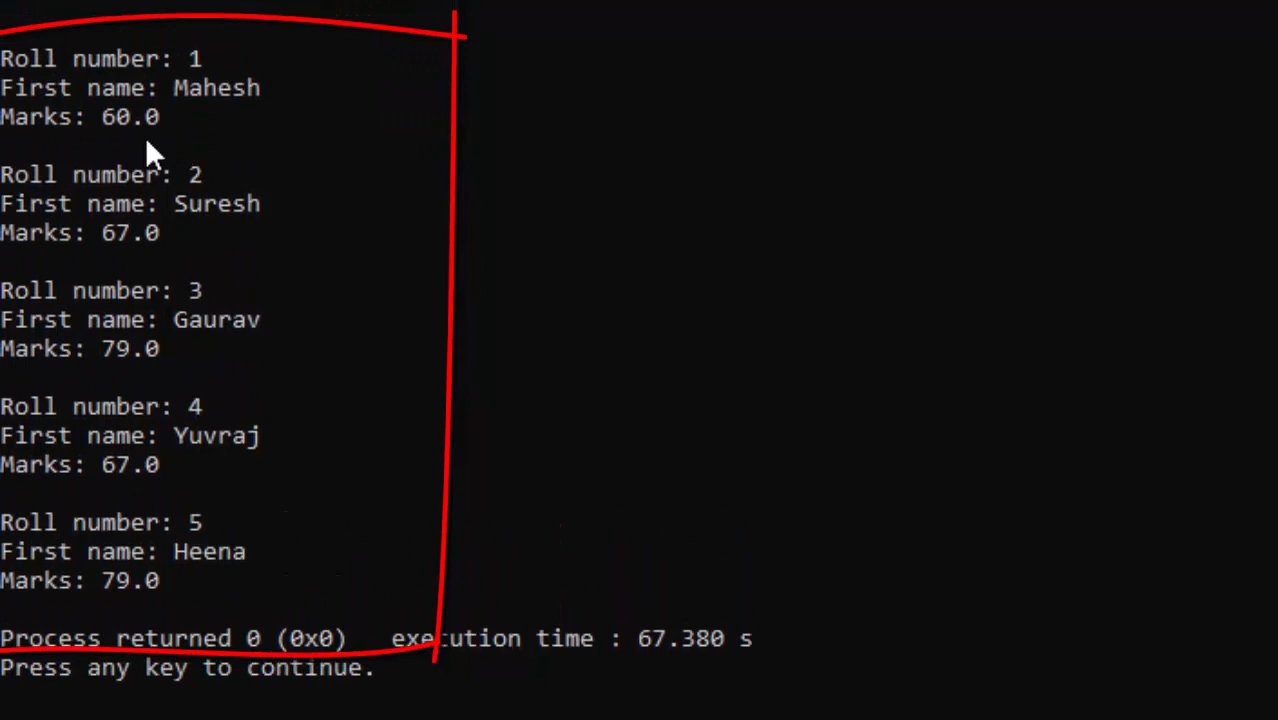 Roll number: 1
First name: Mahesh
Marks: 60.0
Roll number: 2
First name: Suresh
Marks: 67.0
Roll number: 3
First name: Gaurav
Marks: 79.0
Roll number: 4
First name: Yuvraj
Marks: 67.0
Roll number: 5
First name: Heena
Marks: 79.0
Process returned 0 (0x0)   execution time : 67.380 s
Press any key to continue.